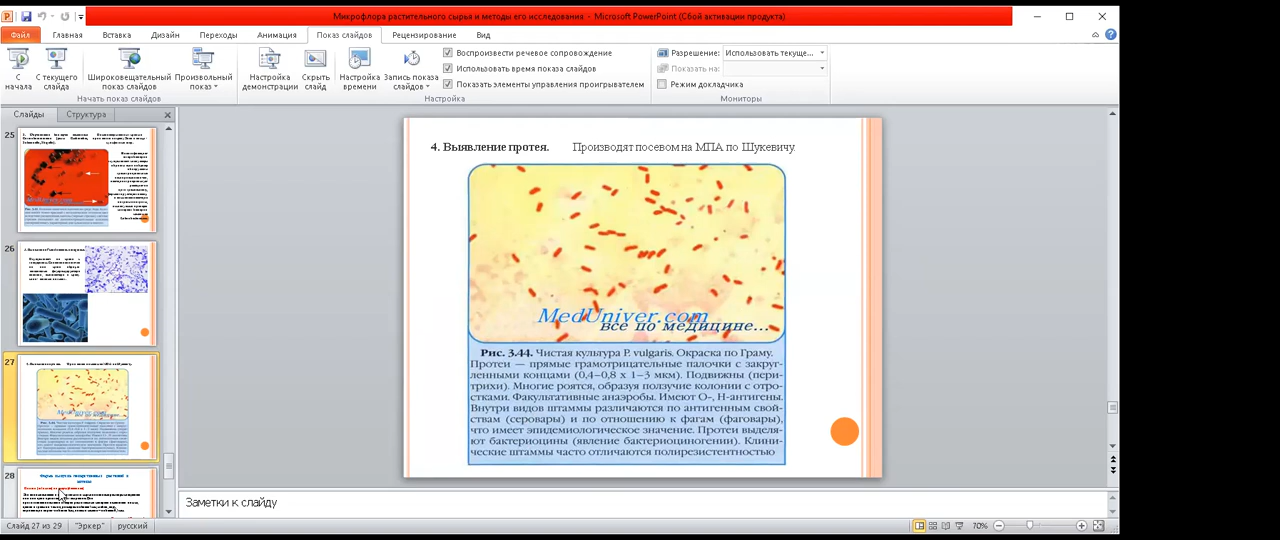 Микрофлора растительного сырья и методы его исследования - Microsoft PowerPoint (Сбой активации продукта)
Файл Главная Вставка Дизайн Переходы Анимация Показ слайдов Рецензирование Вид
С начала
С текущего слайда
Широковещательный показ слайдов
Произвольный показ
Начать показ слайдов
Настройка демонстрации
Скрыть слайд
Настройка времени
Запись показа слайдов
Воспроизвести речевое сопровождение
Использовать время показа слайдов
Показать элементы управления проигрывателем
Настройка
Разрешение: Использовать текуще...
Показать на:
Режим докладчика
Мониторы
Слайды Структура
25
26
27
28
4. Выявление протея. Производят посевом на МПА по Шукевичу.
MedUniver.com
все по медицине...
Рис. 3.44. Чистая культура P. vulgaris. Окраска по Граму.
Протеи — прямые грамотрицательные палочки с закруг-
ленными концами (0,4–0,8 x 1–3 мкм). Подвижны (пери-
трихи). Многие роятся, образуя ползучие колонии с отро-
стками. Факультативные анаэробы. Имеют О-, Н-антигены.
Внутри видов штаммы различаются по антигенным свой-
ствам (серовары) и по отношению к фагам (фаговары),
что имеет эпидемиологическое значение. Протеи выделя-
ют бактериоцины (явление бактериоциногении). Клини-
ческие штаммы часто отличаются полирезистентностью
Заметки к слайду
Слайд 27 из 29 "Эркер" русский 70%